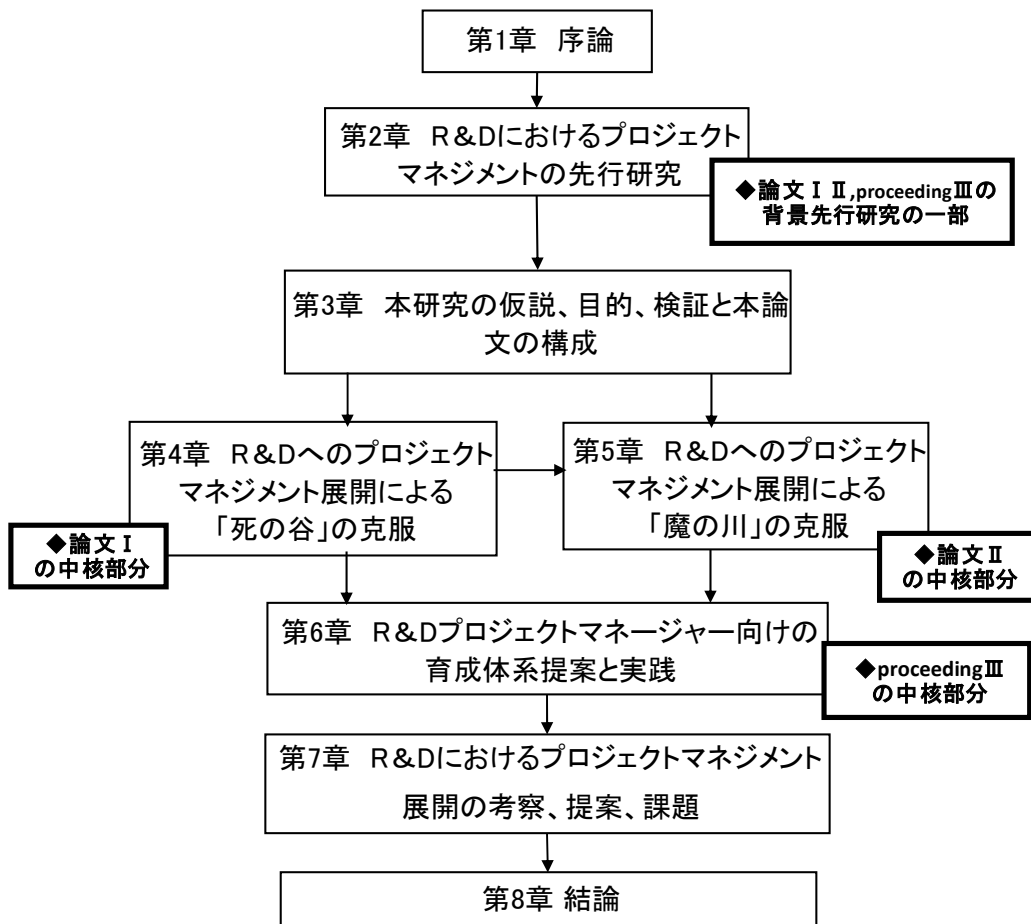 第1章　序論
第2章　R&Dにおけるプロジェクト
マネジメントの先行研究
◆論文Ⅰ Ⅱ,proceedingⅢの
背景先行研究の一部
第3章　本研究の仮説、目的、検証と本論
文の構成
第4章　R&Dへのプロジェクト
マネジメント展開による
「死の谷」の克服
◆論文Ⅰ
の中核部分
第5章　R&Dへのプロジェクト
マネジメント展開による
「魔の川」の克服
◆論文Ⅱ
の中核部分
第6章　R&Dプロジェクトマネージャー向けの
育成体系提案と実践
◆proceedingⅢ
の中核部分
第7章　R&Dにおけるプロジェクトマネジメント
展開の考察、提案、課題
第8章 結論